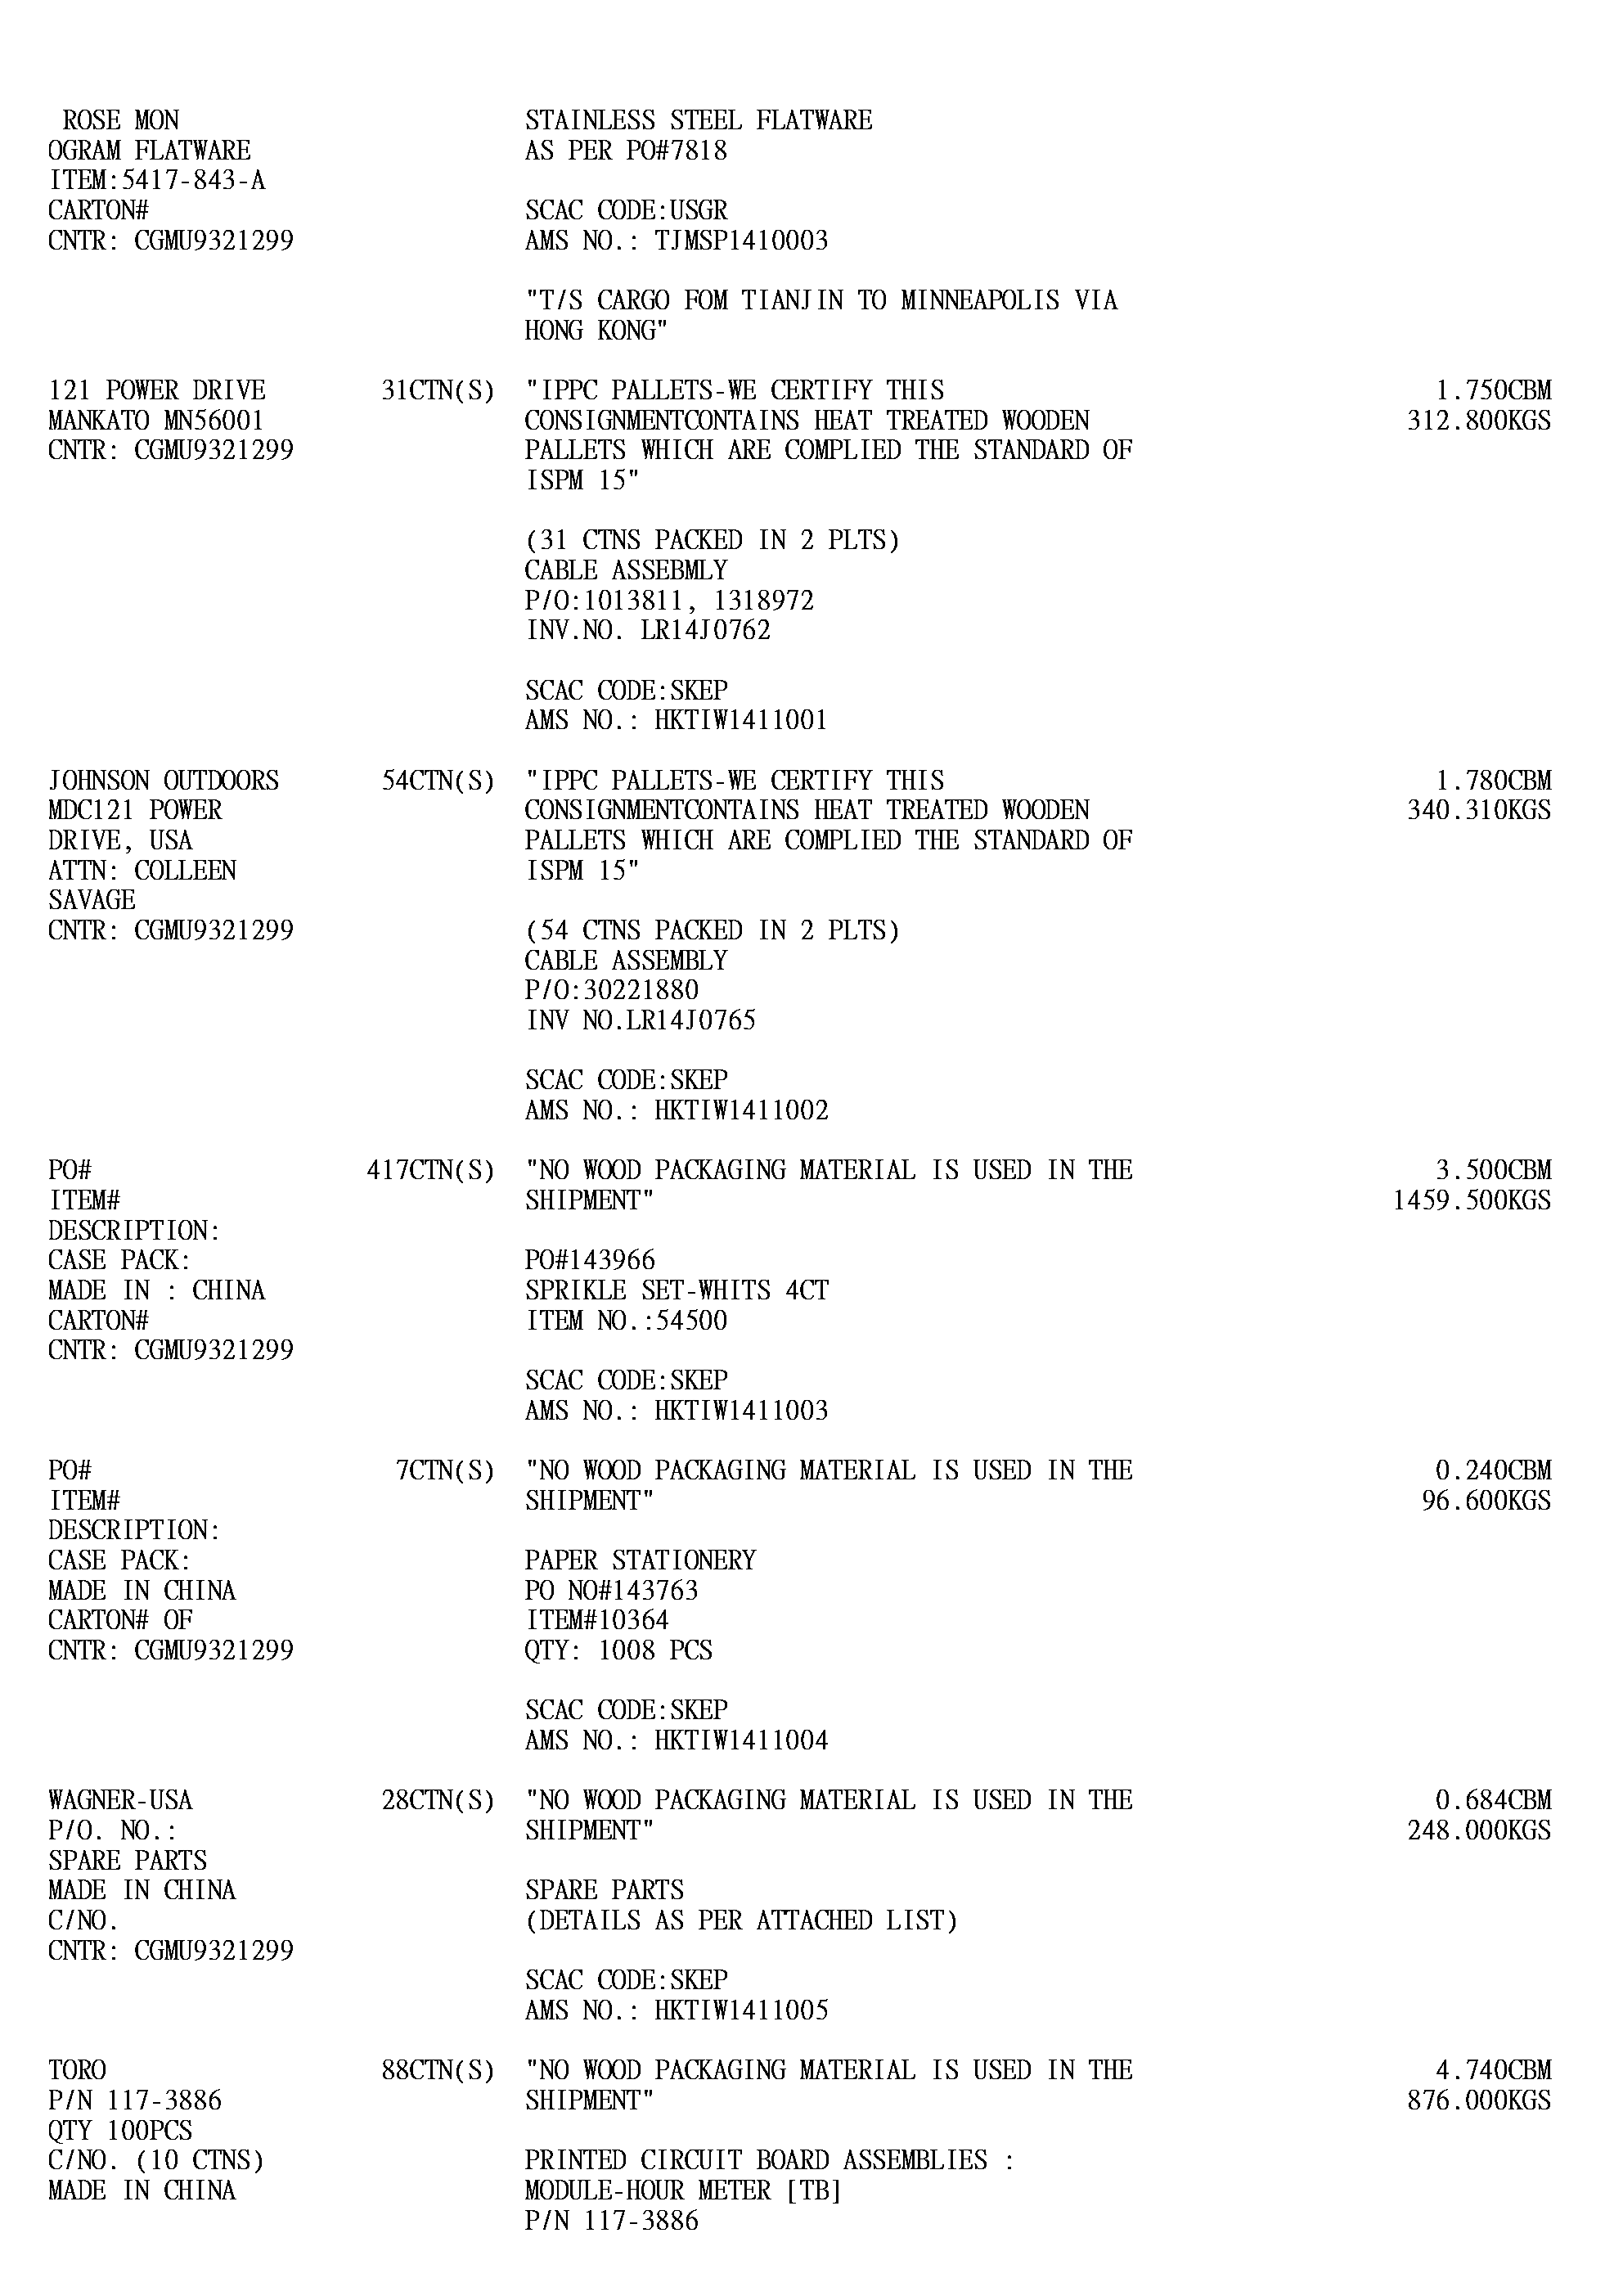 ROSE MON STAINLESS STEEL FLATWARE
OGRAM FLATWARE AS PER PO#7818
ITEM:5417-843-A
CARTON# SCAC CODE:USGR
CNTR: CGMU9321299 AMS NO.: TJMSP1410003
"T/S CARGO FOM TIANJIN TO MINNEAPOLIS VIA
HONG KONG"
121 POWER DRIVE 31CTN(S) "IPPC PALLETS-WE CERTIFY THIS 1.750CBM
MANKATO MN56001 CONSIGNMENTCONTAINS HEAT TREATED WOODEN 312.800KGS
CNTR: CGMU9321299 PALLETS WHICH ARE COMPLIED THE STANDARD OF
ISPM 15"
(31 CTNS PACKED IN 2 PLTS)
CABLE ASSEBMLY
P/O:1013811, 1318972
INV.NO. LR14J0762
SCAC CODE:SKEP
AMS NO.: HKTIW1411001
JOHNSON OUTDOORS 54CTN(S) "IPPC PALLETS-WE CERTIFY THIS 1.780CBM
MDC121 POWER CONSIGNMENTCONTAINS HEAT TREATED WOODEN 340.310KGS
DRIVE, USA PALLETS WHICH ARE COMPLIED THE STANDARD OF
ATTN: COLLEEN ISPM 15"
SAVAGE
CNTR: CGMU9321299 (54 CTNS PACKED IN 2 PLTS)
CABLE ASSEMBLY
P/O:30221880
INV NO.LR14J0765
SCAC CODE:SKEP
AMS NO.: HKTIW1411002
PO# 417CTN(S) "NO WOOD PACKAGING MATERIAL IS USED IN THE 3.500CBM
ITEM# SHIPMENT" 1459.500KGS
DESCRIPTION:
CASE PACK: PO#143966
MADE IN : CHINA SPRIKLE SET-WHITS 4CT
CARTON# ITEM NO.:54500
CNTR: CGMU9321299
SCAC CODE:SKEP
AMS NO.: HKTIW1411003
PO# 7CTN(S) "NO WOOD PACKAGING MATERIAL IS USED IN THE 0.240CBM
ITEM# SHIPMENT" 96.600KGS
DESCRIPTION:
CASE PACK: PAPER STATIONERY
MADE IN CHINA PO NO#143763
CARTON# OF ITEM#10364
CNTR: CGMU9321299 QTY: 1008 PCS
SCAC CODE:SKEP
AMS NO.: HKTIW1411004
WAGNER-USA 28CTN(S) "NO WOOD PACKAGING MATERIAL IS USED IN THE 0.684CBM
P/O. NO.: SHIPMENT" 248.000KGS
SPARE PARTS
MADE IN CHINA SPARE PARTS
C/NO. (DETAILS AS PER ATTACHED LIST)
CNTR: CGMU9321299
SCAC CODE:SKEP
AMS NO.: HKTIW1411005
TORO 88CTN(S) "NO WOOD PACKAGING MATERIAL IS USED IN THE 4.740CBM
P/N 117-3886 SHIPMENT" 876.000KGS
QTY 100PCS
C/NO. (10 CTNS) PRINTED CIRCUIT BOARD ASSEMBLIES :
MADE IN CHINA MODULE-HOUR METER [TB]
P/N 117-3886